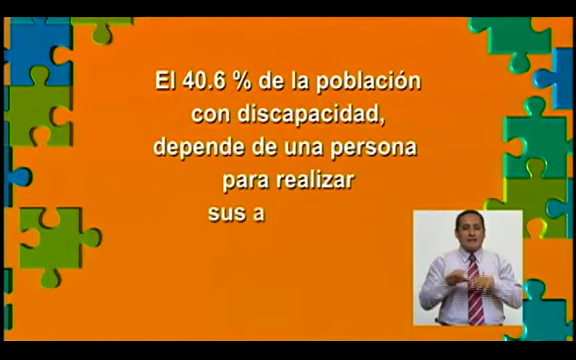 El 40.6 % de la población
con discapacidad,
depende de una persona
para realizar
sus a